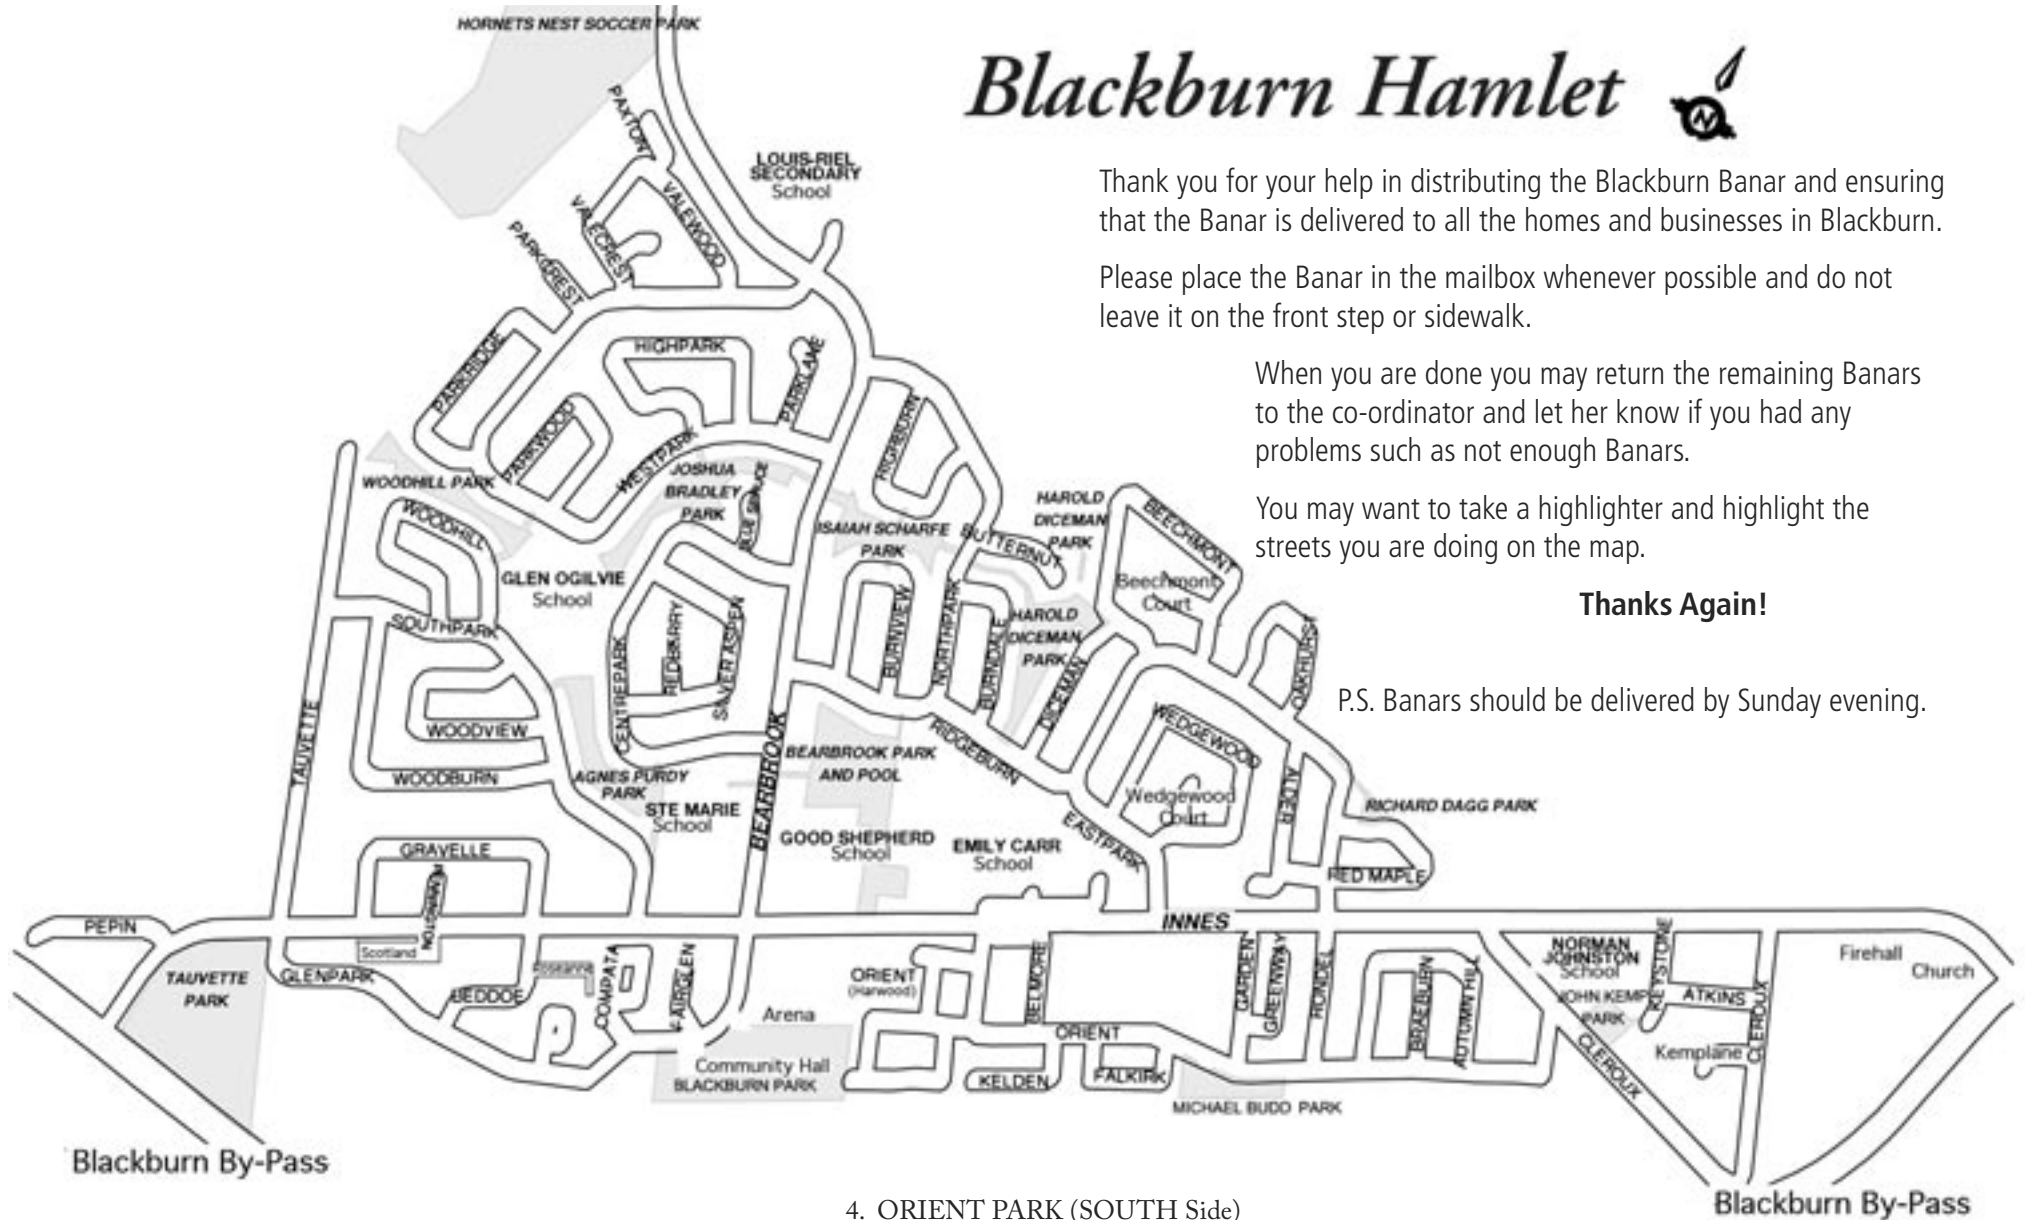 HORNETS NEST SOCCER PARK
Blackburn Hamlet
N
Thank you for your help in distributing the Blackburn Banar and ensuring
that the Banar is delivered to all the homes and businesses in Blackburn.
Please place the Banar in the mailbox whenever possible and do not
leave it on the front step or sidewalk.
When you are done you may return the remaining Banars
to the co-ordinator and let her know if you had any
problems such as not enough Banars.
You may want to take a highlighter and highlight the
streets you are doing on the map.
Thanks Again!
P.S. Banars should be delivered by Sunday evening.
PAXTON
LOUIS-RIEL
SECONDARY
School
VALEWOOD
VALECREST
PARKCREST
PARKRIDGE
HIGHPARK
PARKLANE
PARKWOOD
WESTPARK
HIGHBURN
WOODHILL PARK
JOSHUA
BRADLEY
PARK
BLUE SPRUCE
WOODHILL
ISAIAH SCHARFE
PARK
BUTTERNUT
HAROLD
DICEMAN
PARK
BEECHMONT
Beechmont
Court
GLEN OGILVIE
School
SOUTHPARK
CENTREPARK
REDBARRY
SILVER ASPEN
BURNVIEW
NORTHPARK
BURNDALE
HAROLD
DICEMAN
PARK
DICEMAN
OAKHURST
TAUVETTE
WOODVIEW
WOODBURN
AGNES PURDY
PARK
STE MARIE
School
BEARBROOK
BEARBROOK PARK
AND POOL
RIDGEBURN
WEDGEWOOD
Wedgewood
Court
ALDER
RICHARD DAGG PARK
GOOD SHEPHERD
School
EMILY CARR
School
EASTPARK
RED MAPLE
GRAVELLE
PENNINGTON
PEPIN
INNES
Scotland
GLENPARK
TAUVETTE
PARK
BEDDOE
Roseanne
COMPATA
FAIRGLEN
ORIENT
(Harwood)
Arena
Community Hall
BLACKBURN PARK
BELMORE
ORIENT
KELDEN
FALKIRK
GARDEN
GREENWAY
RONDEL
BRAEBURN
AUTUMN HILL
MICHAEL BUDD PARK
NORMAN
JOHNSTON
School
KEYSTONE
JOHN KEMP
PARK
ATKINS
CLEROUX
Kemplane
CLEROUX
Firehall
Church
Blackburn By-Pass
Blackburn By-Pass
4. ORIENT PARK (SOUTH Side)